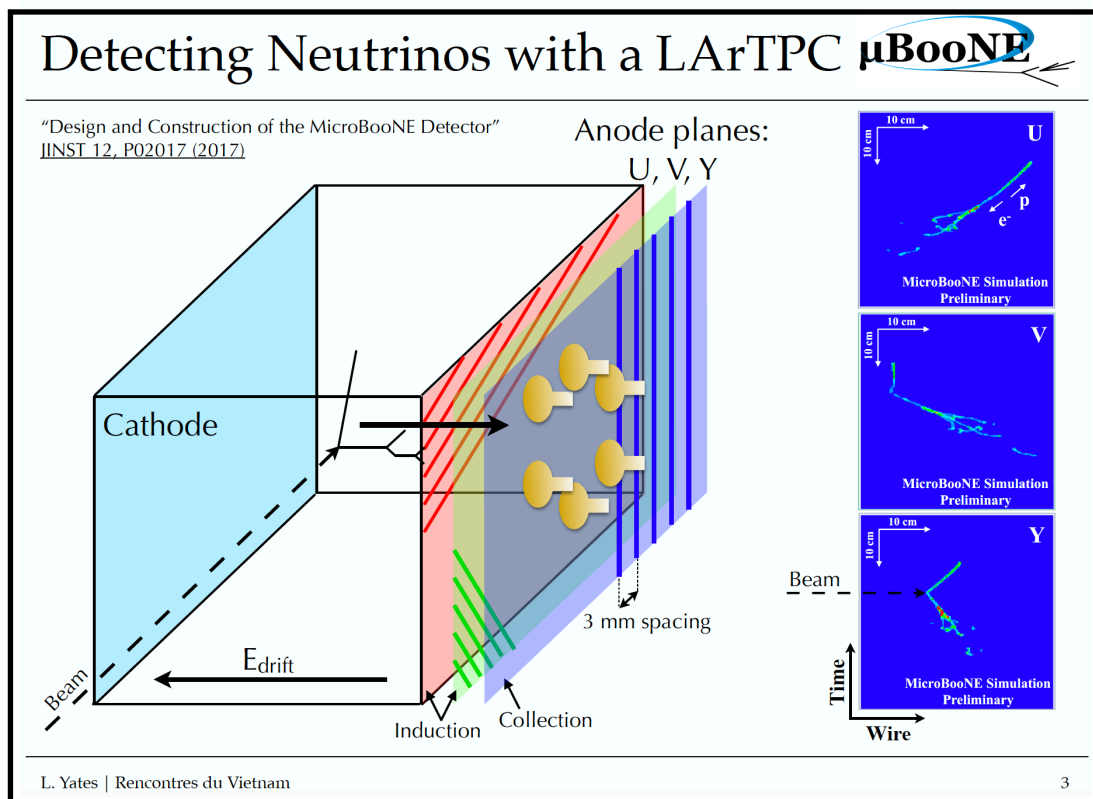 Detecting Neutrinos with a LArTPC
µBooNE
“Design and Construction of the MicroBooNE Detector”
JINST 12, P02017 (2017)
Anode planes:
U, V, Y
Cathode
Beam
E drift
Induction
Collection
3 mm spacing
10 cm
10 cm
U
p
e-
MicroBooNE Simulation
Preliminary
10 cm
10 cm
V
MicroBooNE Simulation
Preliminary
10 cm
10 cm
Y
Beam
MicroBooNE Simulation
Preliminary
Time
Wire
L. Yates | Rencontres du Vietnam
3